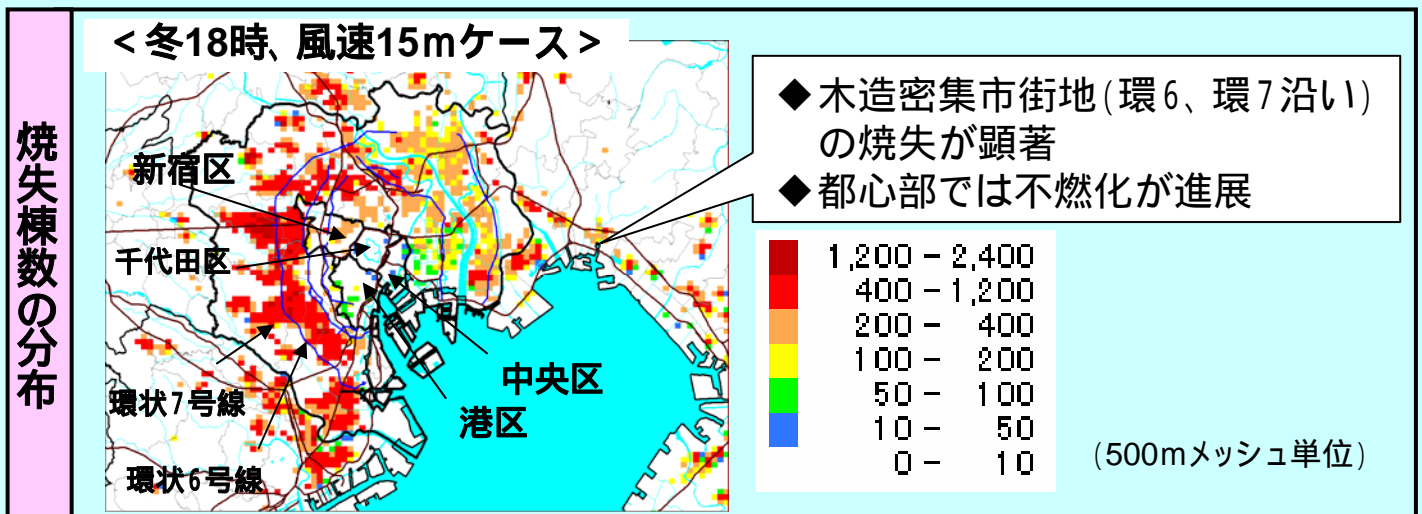 焼失棟数の分布
<冬18時、風速15mケース>
新宿区
千代田区
環状7号線
環状6号線
中央区
港区
◆木造密集市街地(環6、環7沿い)
の焼失が顕著
◆都心部では不燃化が進展
1,200 - 2,400
400 - 1,200
200 - 400
100 - 200
50 - 100
10 - 50
0 - 10
(500mメッシュ単位)